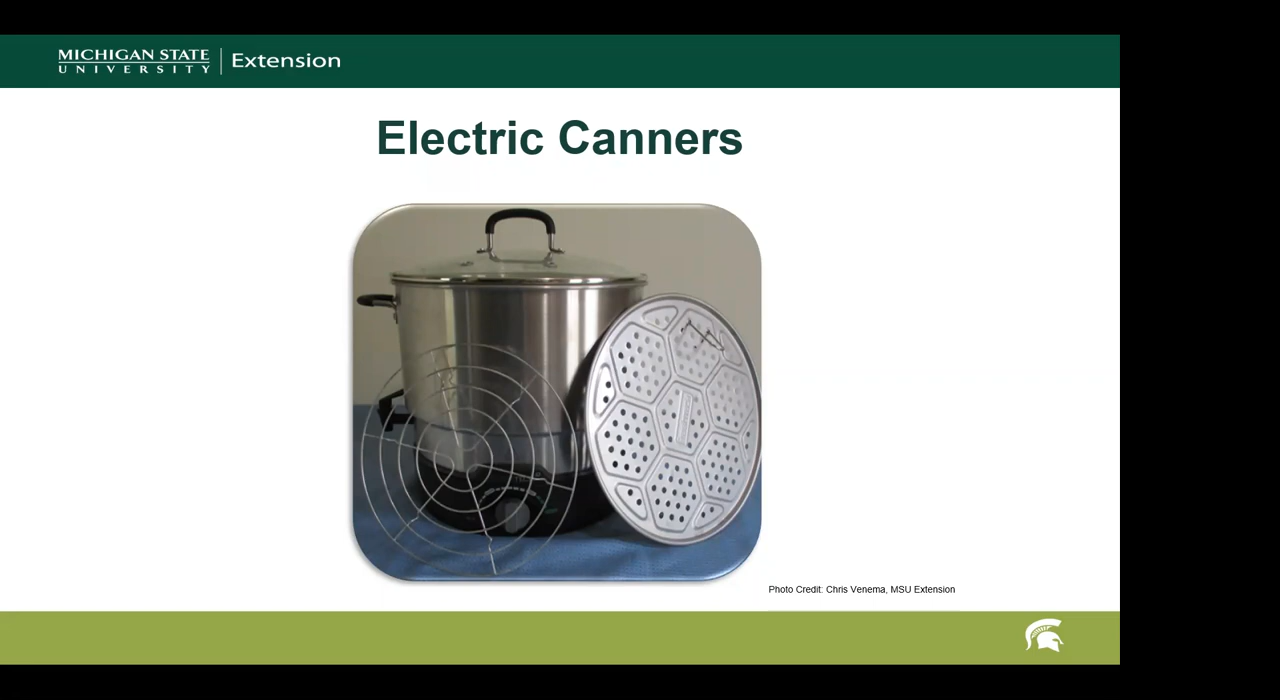 MICHIGAN STATE
UNIVERSITY
Extension
Electric Canners
Photo Credit: Chris Venema, MSU Extension